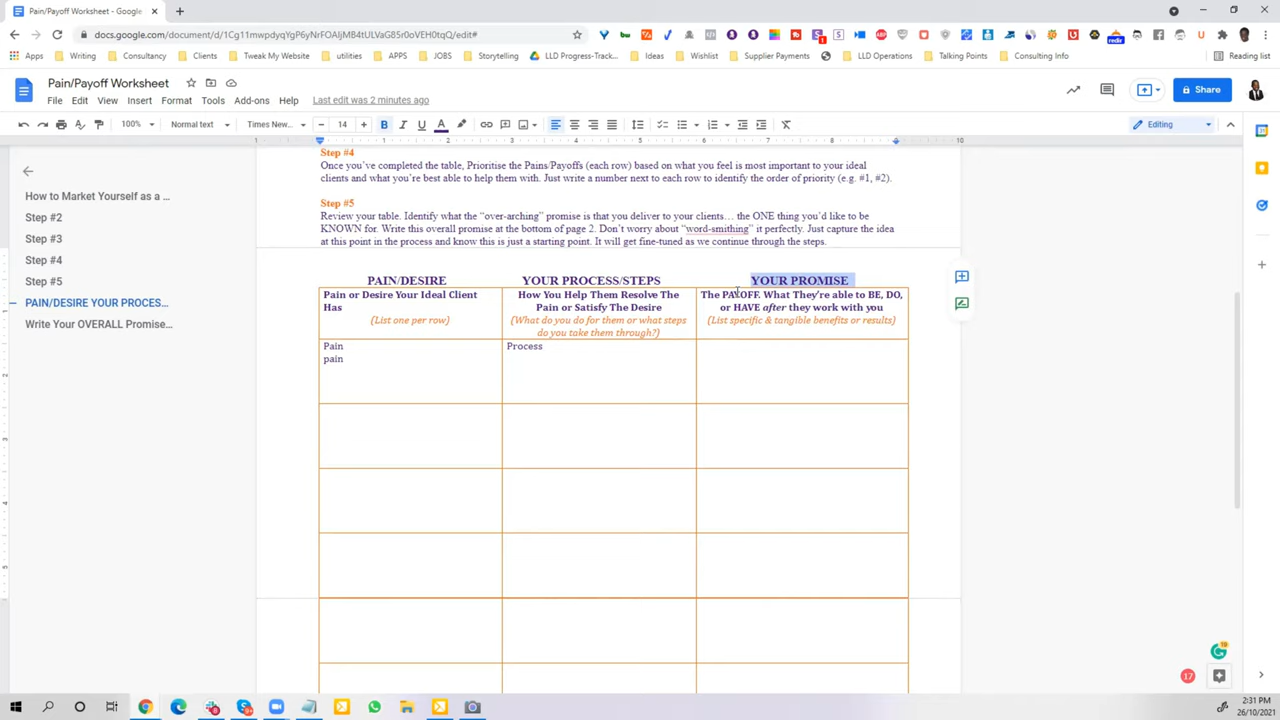 Pain/Payoff Worksheet - Google
docs.google.com/document/d/1Cg11mwpdyqYgP6yNrFOAIjM84tULVaG85r0oVEH0tqQ/edit#
Apps Writing Consultancy Clients Tweak My Website utilities APPS JOBS Storytelling LLD Progress-Track... Ideas Wishlist Supplier Payments LLD Operations Talking Points Consulting Info Reading list
Pain/Payoff Worksheet
Share
File Edit View Insert Format Tools Add-ons Help Last edit was 2 minutes ago
100% Normal text Times New... 14 Editing
How to Market Yourself as a ...
Step #2
Step #3
Step #4
Step #5
PAIN/DESIRE YOUR PROCES...
Write Your OVERALL Promise...
Step #4
Once you've completed the table, Prioritise the Pains/Payoffs (each row) based on what you feel is most important to your ideal
clients and what you're best able to help them with. Just write a number next to each row to identify the order of priority (e.g. #1, #2).
Step #5
Review your table. Identify what the "over-arching" promise is that you deliver to your clients… the ONE thing you'd like to be
KNOWN for. Write this overall promise at the bottom of page 2. Don't worry about "word-smithing" it perfectly. Just capture the idea
at this point in the process and know this is just a starting point. It will get fine-tuned as we continue through the steps.
PAIN/DESIRE YOUR PROCESS/STEPS YOUR PROMISE
Pain or Desire Your Ideal Client
Has
(List one per row)
How You Help Them Resolve The
Pain or Satisfy The Desire
(What do you do for them or what steps
do you take them through?)
The PAYOFF. What They're able to BE, DO,
or HAVE after they work with you
(List specific & tangible benefits or results)
Pain
pain
Process
17
2:31 PM
26/10/2021